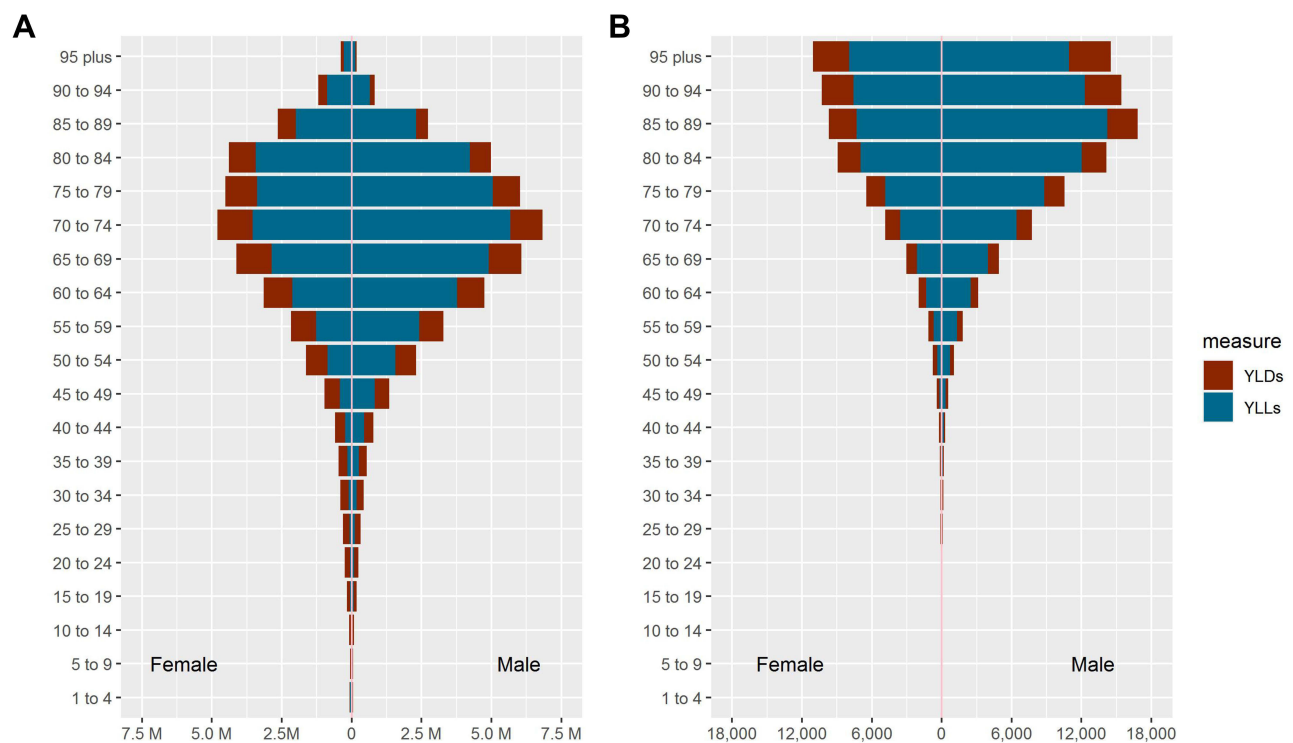 A
B
95 plus
90 to 94
85 to 89
80 to 84
75 to 79
70 to 74
65 to 69
60 to 64
55 to 59
50 to 54
45 to 49
40 to 44
35 to 39
30 to 34
25 to 29
20 to 24
15 to 19
10 to 14
5 to 9
1 to 4
Female
Male
7.5 M
5.0 M
2.5M
0
2.5 M
5.0 M
7.5 M
95 plus
90 to 94
85 to 89
80 to 84
75 to 79
70 to 74
65 to 69
60 to 64
55 to 59
50 to 54
45 to 49
40 to 44
35 to 39
30 to 34
25 to 29
20 to 24
15 to 19
10 to 14
5 to 9
1 to 4
Female
Male
18,000
12,000
6,000
0
6,000
12,000
18,000
measure
YLDs
YLLs